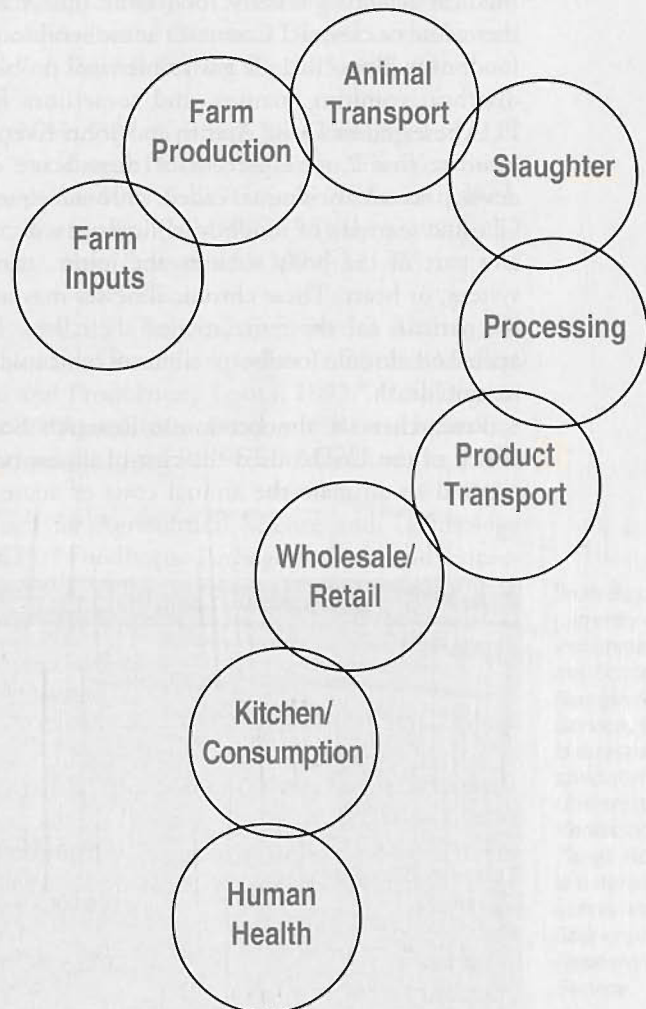 Farm
Inputs
Farm
Production
Animal
Transport
Slaughter
Processing
Product
Transport
Wholesale/
Retail
Kitchen/
Consumption
Human
Health